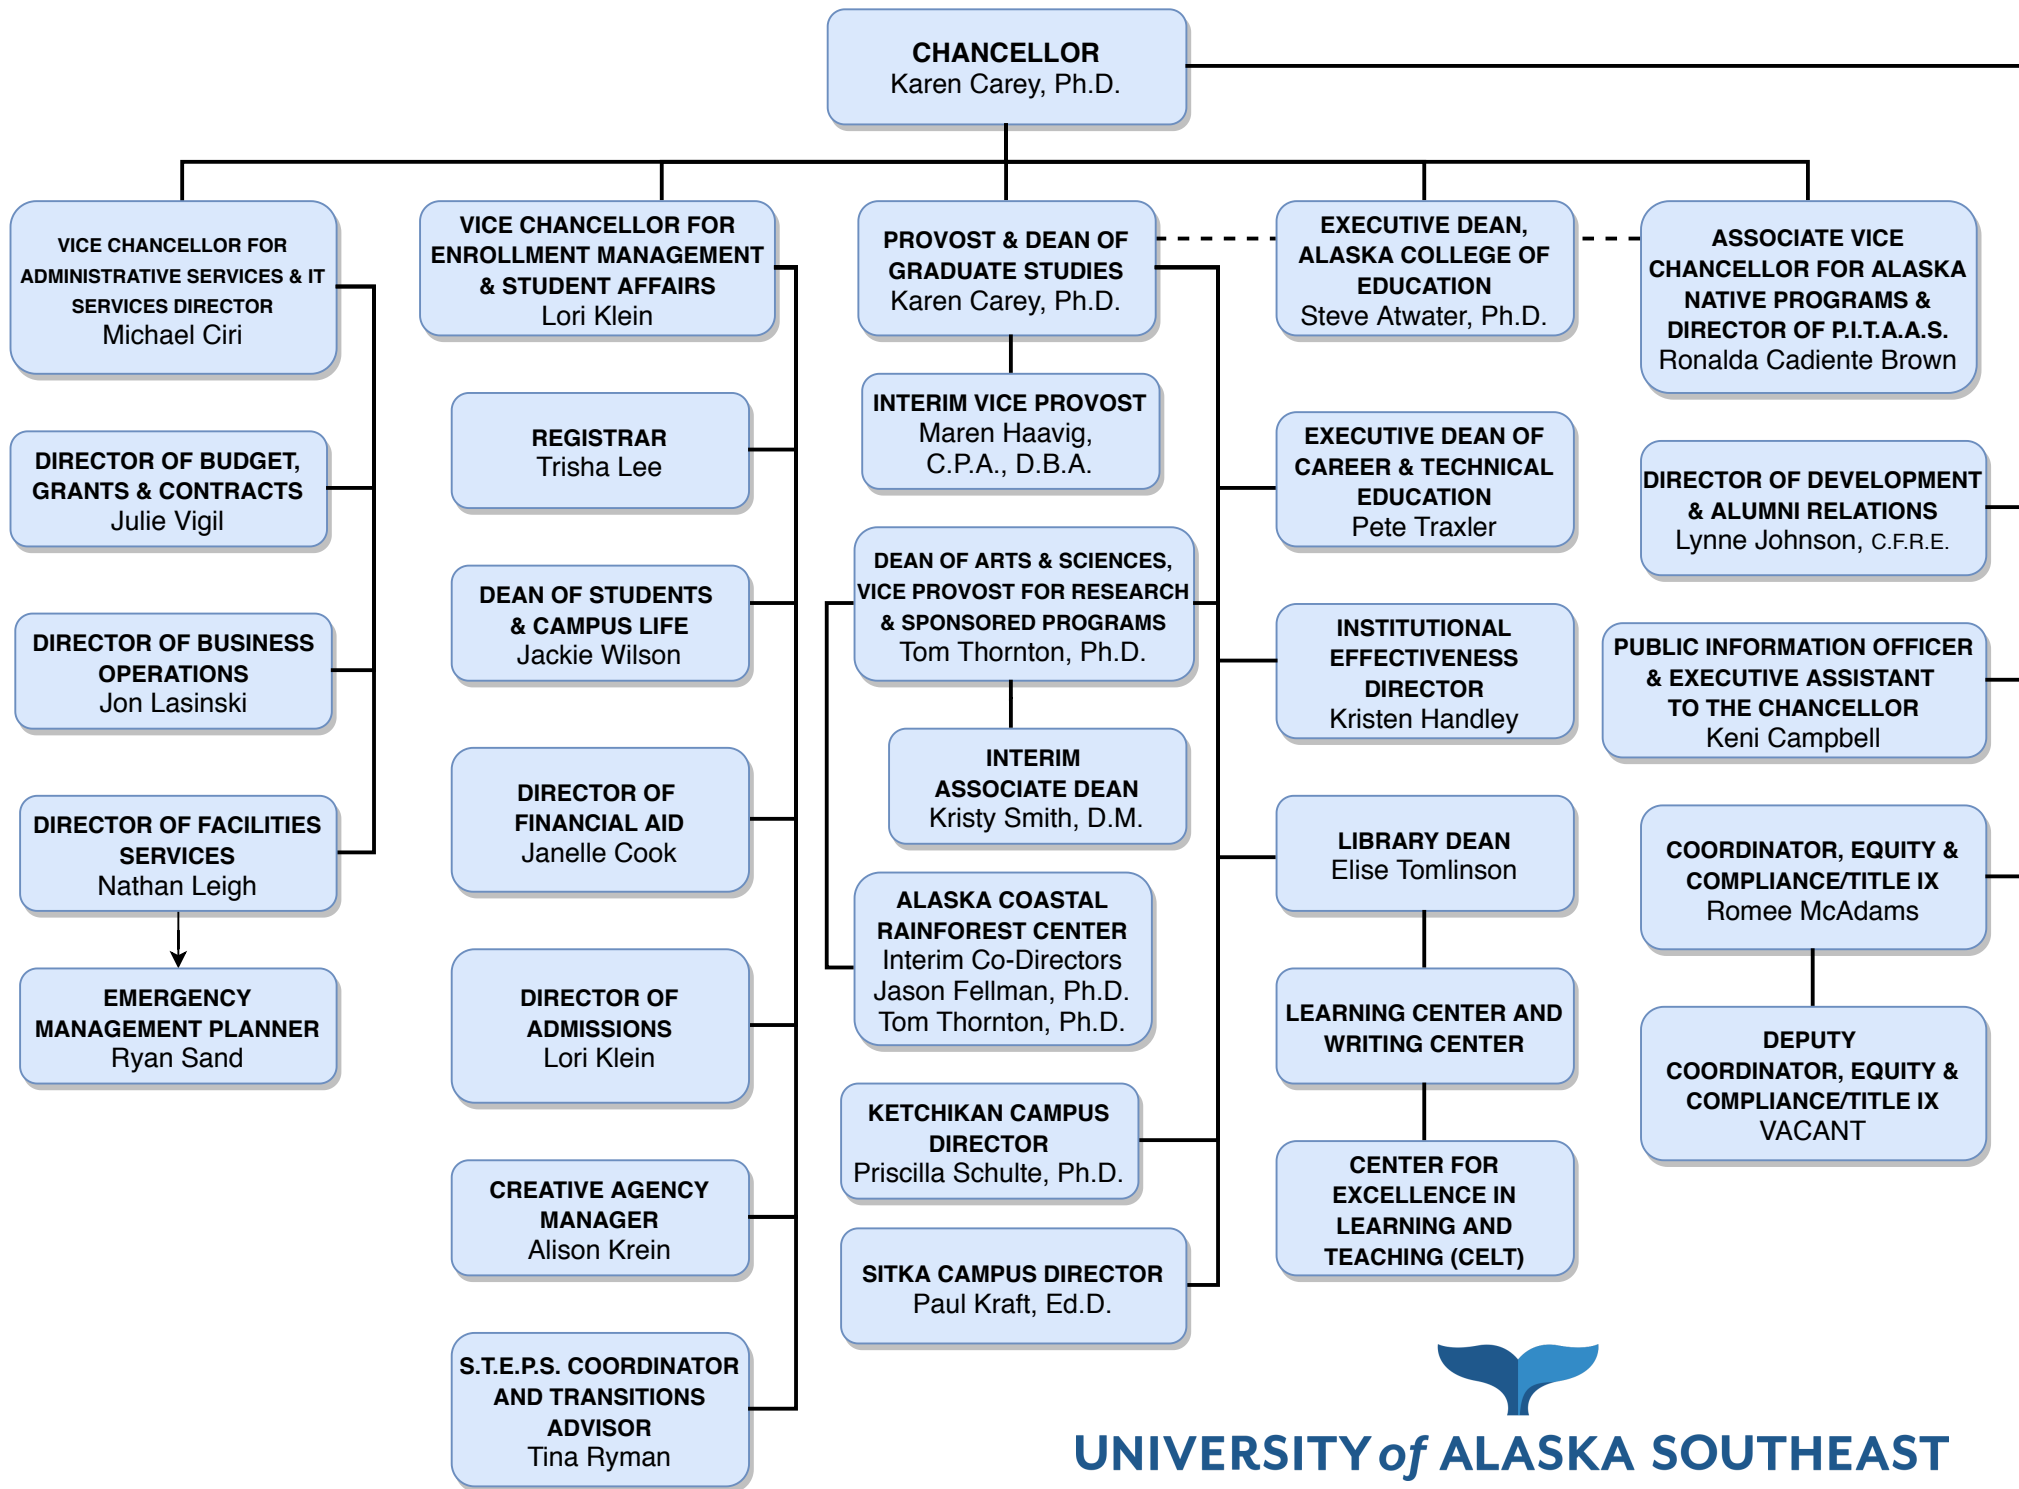 CHANCELLOR
Karen Carey, Ph.D.
VICE CHANCELLOR FOR
ADMINISTRATIVE SERVICES & IT
SERVICES DIRECTOR
Michael Ciri
DIRECTOR OF BUDGET,
GRANTS & CONTRACTS
Julie Vigil
DIRECTOR OF BUSINESS
OPERATIONS
Jon Lasinski
DIRECTOR OF FACILITIES
SERVICES
Nathan Leigh
EMERGENCY
MANAGEMENT PLANNER
Ryan Sand
VICE CHANCELLOR FOR
ENROLLMENT MANAGEMENT
& STUDENT AFFAIRS
Lori Klein
REGISTRAR
Trisha Lee
DEAN OF STUDENTS
& CAMPUS LIFE
Jackie Wilson
DIRECTOR OF
FINANCIAL AID
Janelle Cook
DIRECTOR OF
ADMISSIONS
Lori Klein
CREATIVE AGENCY
MANAGER
Alison Krein
S.T.E.P.S. COORDINATOR
AND TRANSITIONS
ADVISOR
Tina Ryman
PROVOST & DEAN OF
GRADUATE STUDIES
Karen Carey, Ph.D.
INTERIM VICE PROVOST
Maren Haavig,
C.P.A., D.B.A.
DEAN OF ARTS & SCIENCES,
VICE PROVOST FOR RESEARCH
& SPONSORED PROGRAMS
Tom Thornton, Ph.D.
INTERIM
ASSOCIATE DEAN
Kristy Smith, D.M.
ALASKA COASTAL
RAINFOREST CENTER
Interim Co-Directors
Jason Fellman, Ph.D.
Tom Thornton, Ph.D.
KETCHIKAN CAMPUS
DIRECTOR
Priscilla Schulte, Ph.D.
SITKA CAMPUS DIRECTOR
Paul Kraft, Ed.D.
EXECUTIVE DEAN,
ALASKA COLLEGE OF
EDUCATION
Steve Atwater, Ph.D.
EXECUTIVE DEAN OF
CAREER & TECHNICAL
EDUCATION
Pete Traxler
INSTITUTIONAL
EFFECTIVENESS
DIRECTOR
Kristen Handley
LIBRARY DEAN
Elise Tomlinson
LEARNING CENTER AND
WRITING CENTER
CENTER FOR
EXCELLENCE IN
LEARNING AND
TEACHING (CELT)
ASSOCIATE VICE
CHANCELLOR FOR ALASKA
NATIVE PROGRAMS &
DIRECTOR OF P.I.T.A.A.S.
Ronalda Cadiente Brown
DIRECTOR OF DEVELOPMENT
& ALUMNI RELATIONS
Lynne Johnson, C.F.R.E.
PUBLIC INFORMATION OFFICER
& EXECUTIVE ASSISTANT
TO THE CHANCELLOR
Keni Campbell
COORDINATOR, EQUITY &
COMPLIANCE/TITLE IX
Romee McAdams
DEPUTY
COORDINATOR, EQUITY &
COMPLIANCE/TITLE IX
VACANT
UNIVERSITY of ALASKA SOUTHEAST